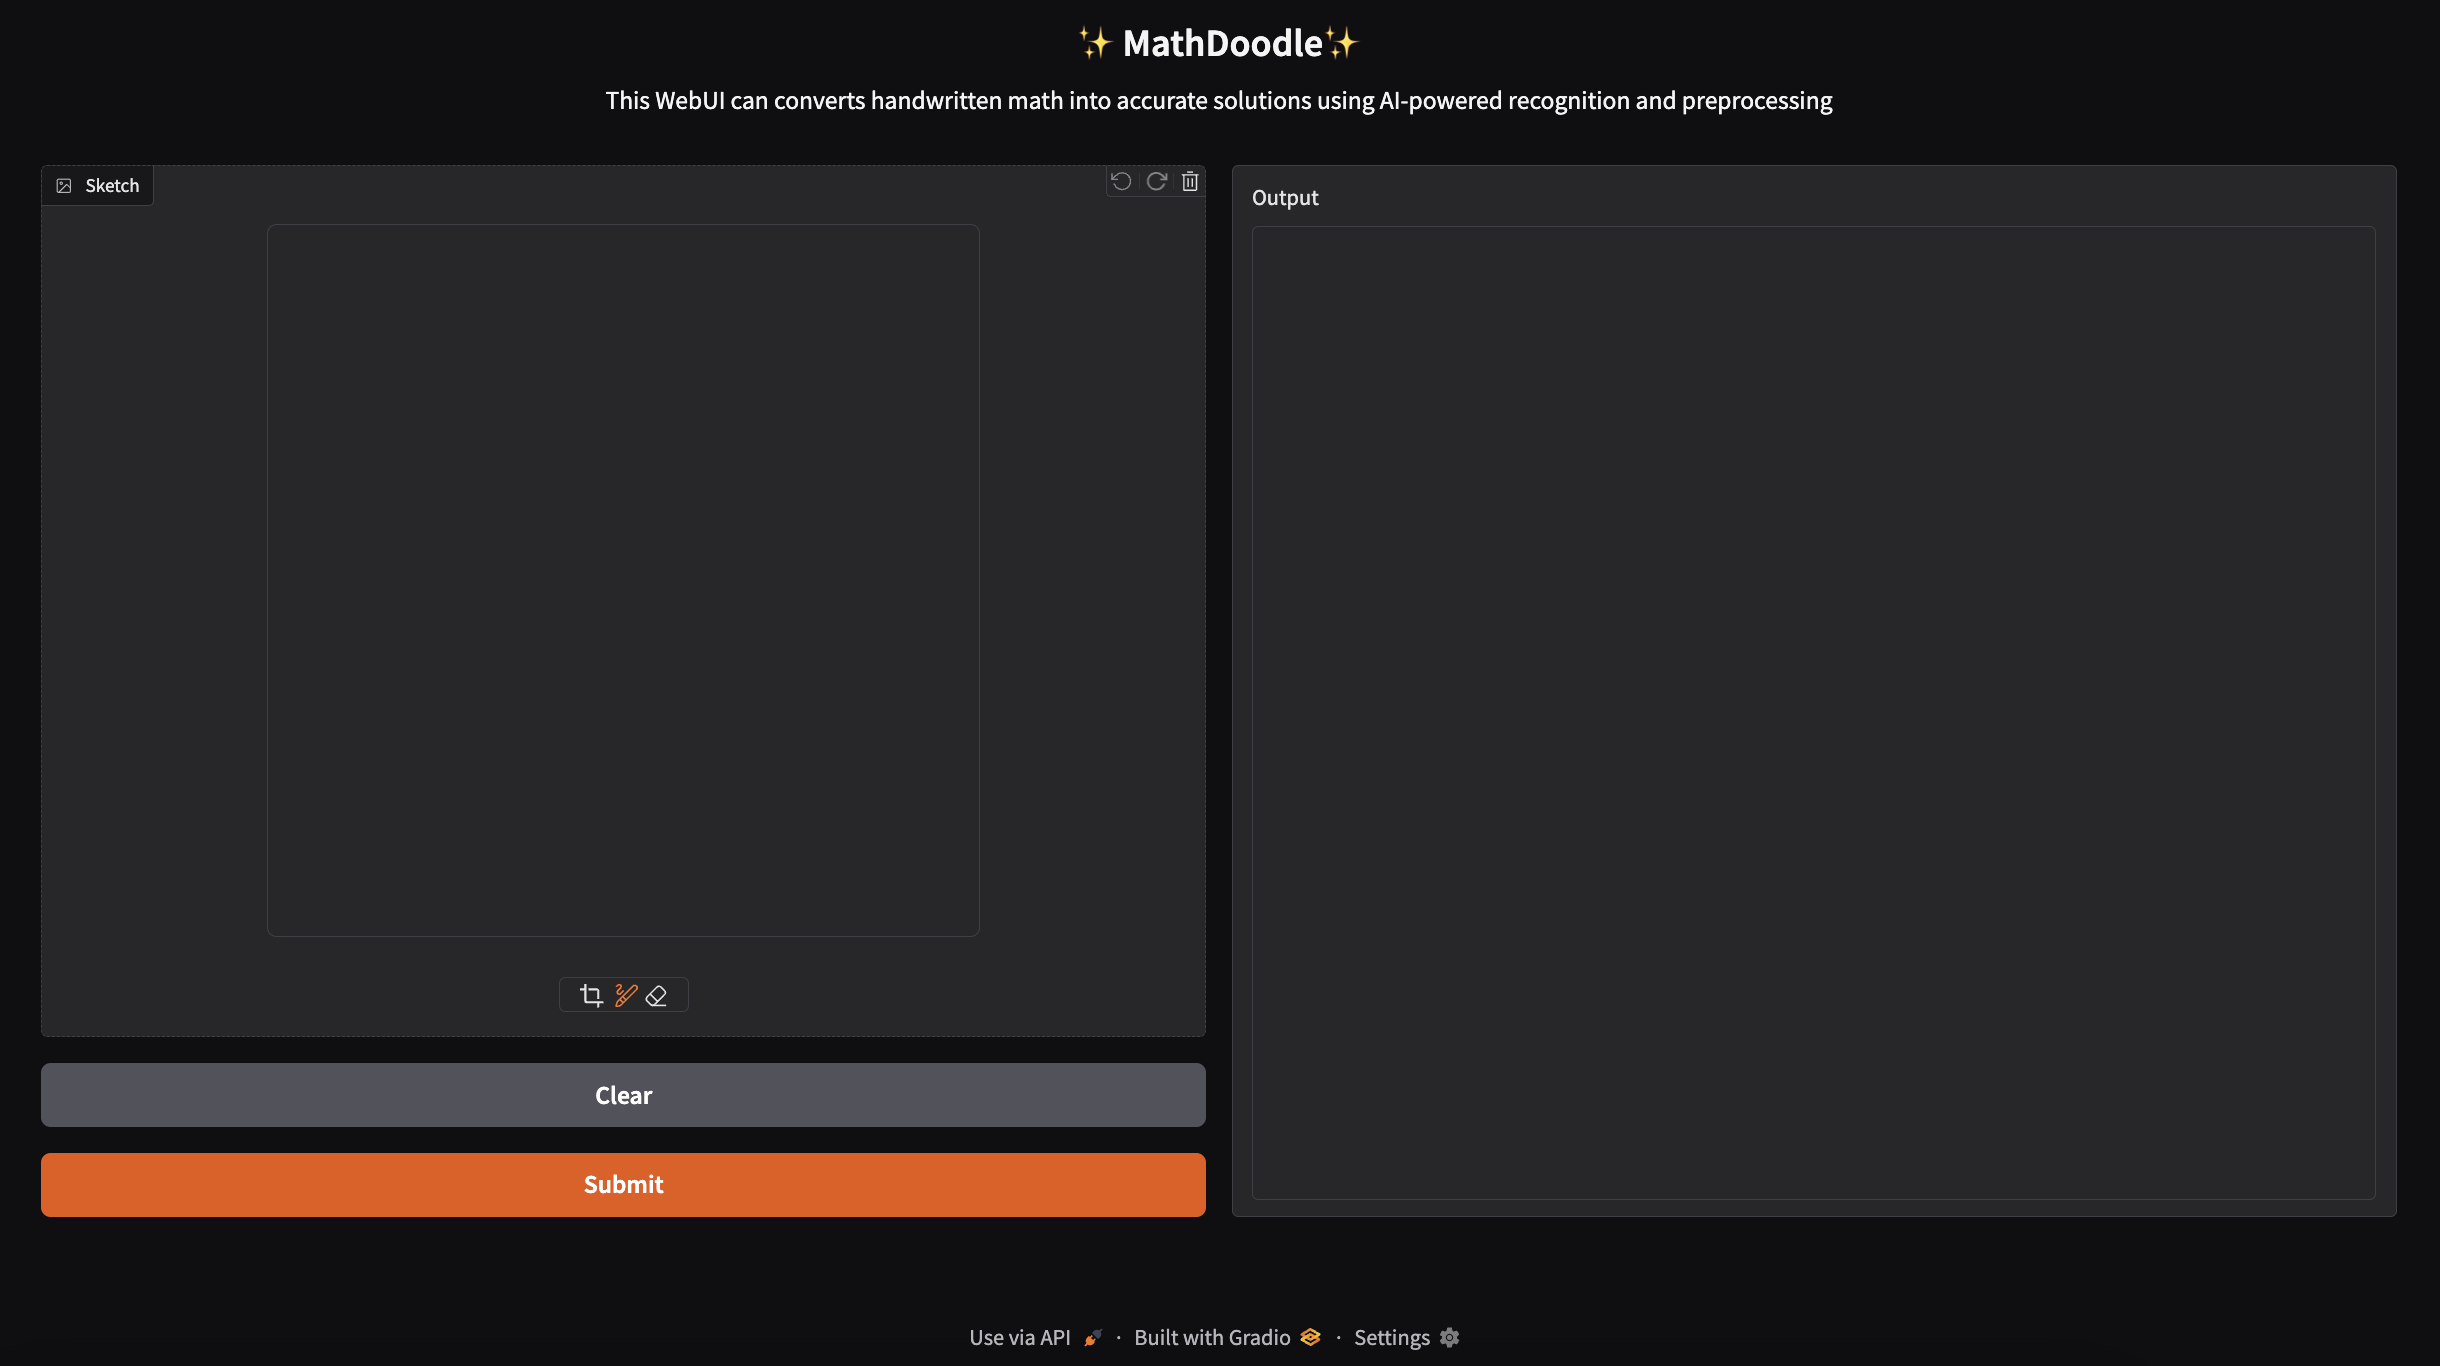 ✨ MathDoodle✨
This WebUI can converts handwritten math into accurate solutions using AI-powered recognition and preprocessing
Sketch
Output
Clear
Submit
Use via API 🚀 · Built with Gradio · Settings ⚙️